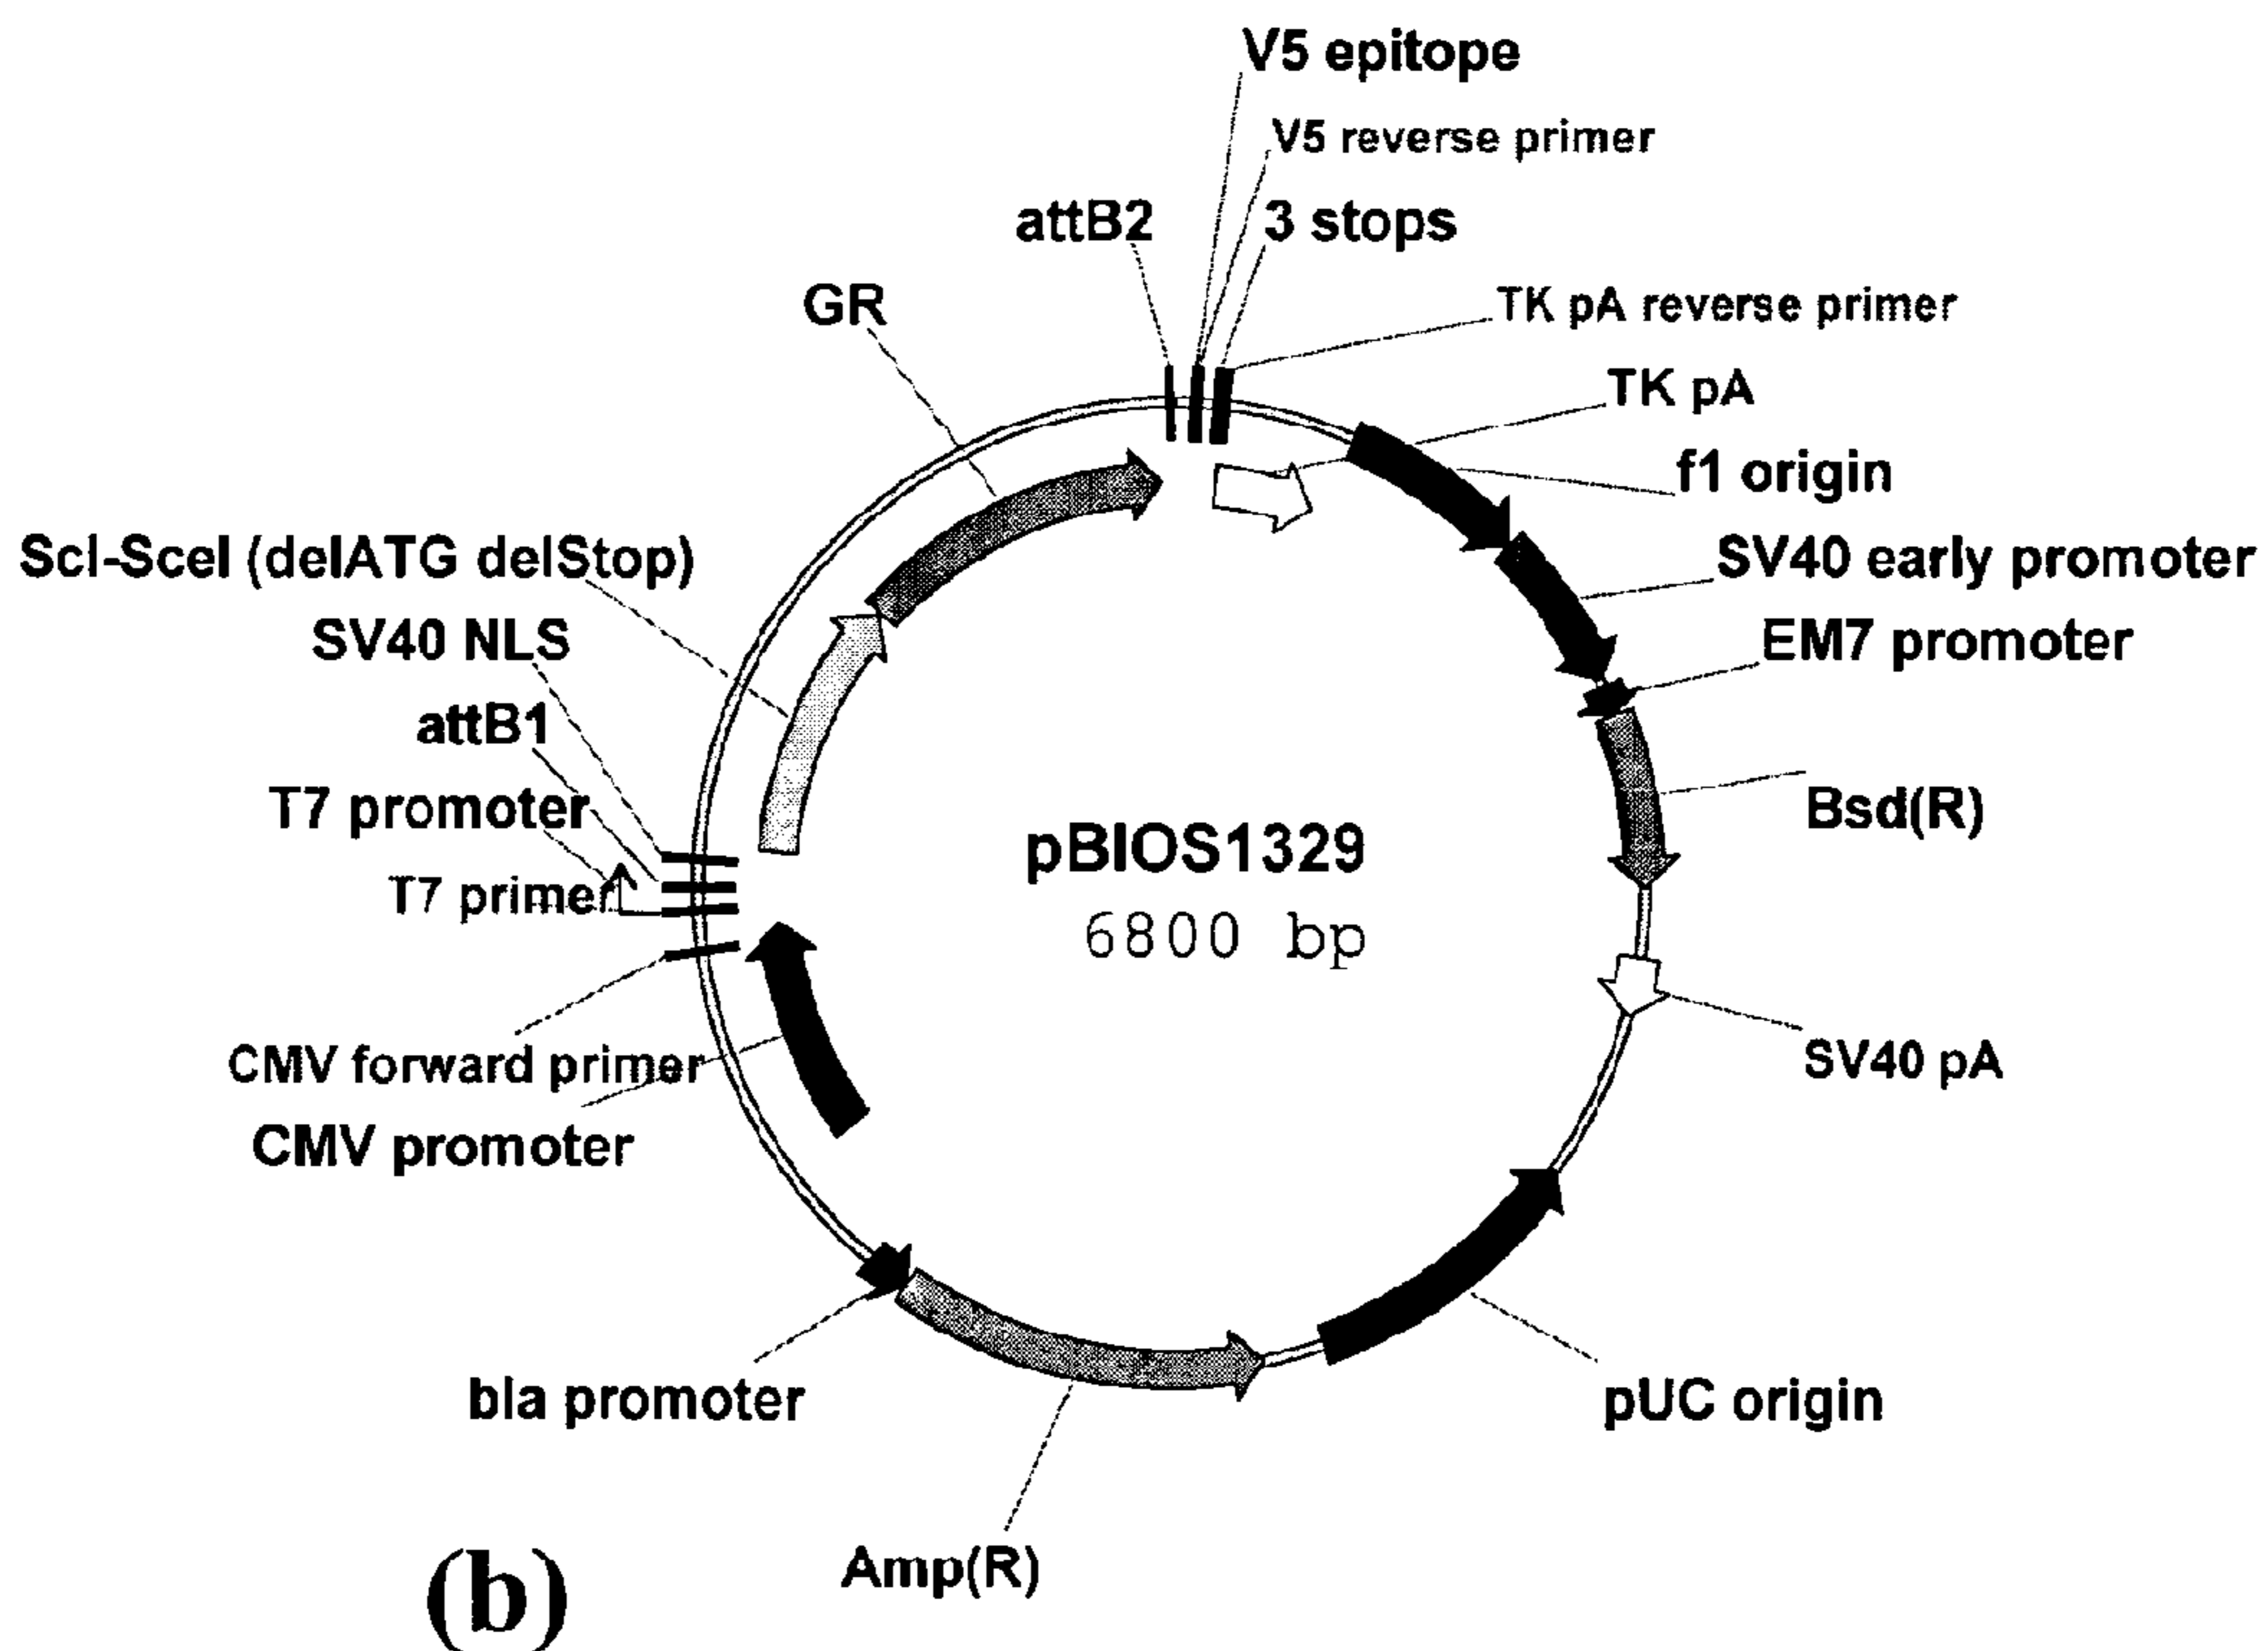 V5 epitope
V5 reverse primer
attB2
3 stops
GR
TK pA reverse primer
TK pA
f1 origin
ScI-SceI (delATG delStop)
SV40 early promoter
SV40 NLS
EM7 promoter
attB1
T7 promoter
Bsd(R)
pBIOS1329
T7 primer
6800 bp
CMV forward primer
SV40 pA
CMV promoter
bla promoter
pUC origin
Amp(R)
(b)